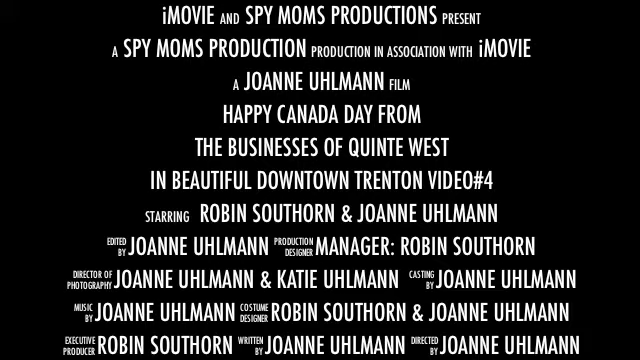 iMOVIE AND SPY MOMS PRODUCTIONS PRESENT
A SPY MOMS PRODUCTION PRODUCTION IN ASSOCIATION WITH iMOVIE
A JOANNE UHLMANN FILM
HAPPY CANADA DAY FROM
THE BUSINESSES OF QUINTE WEST
IN BEAUTIFUL DOWNTOWN TRENTON VIDEO#4
STARRING ROBIN SOUTHORN & JOANNE UHLMANN
EDITED BY JOANNE UHLMANN PRODUCTION DESIGNER MANAGER: ROBIN SOUTHORN
DIRECTOR OF PHOTOGRAPHY JOANNE UHLMANN & KATIE UHLMANN CASTING BY JOANNE UHLMANN
MUSIC BY JOANNE UHLMANN COSTUME DESIGNER ROBIN SOUTHORN & JOANNE UHLMANN
EXECUTIVE PRODUCER ROBIN SOUTHORN WRITTEN BY JOANNE UHLMANN DIRECTED BY JOANNE UHLMANN